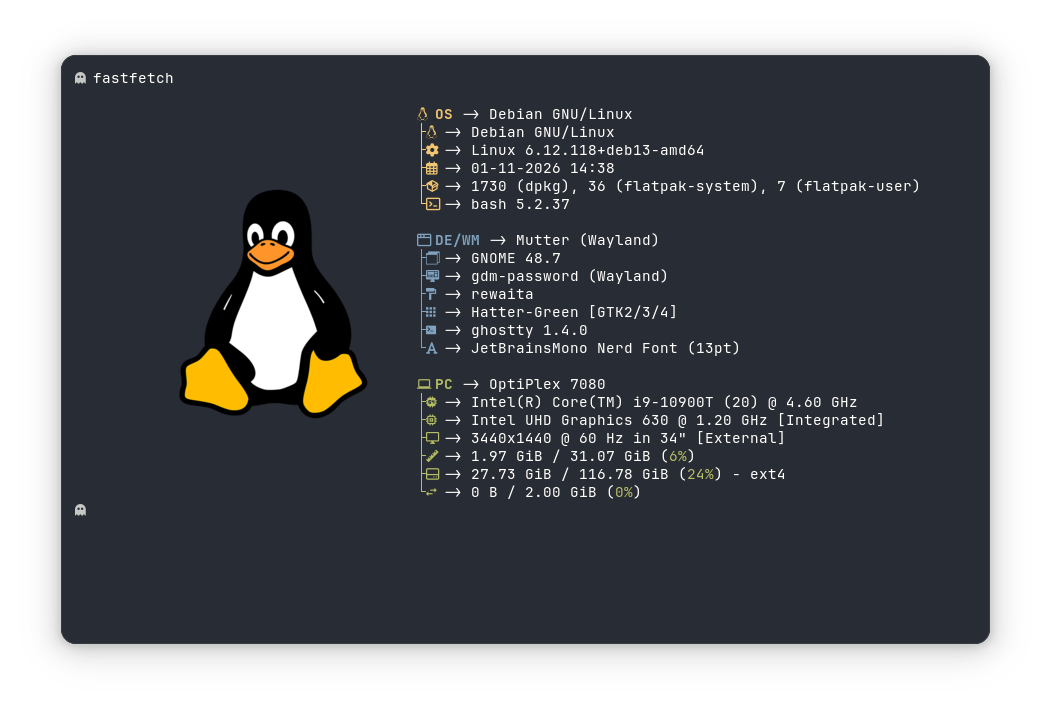 fastfetch
OS -> Debian GNU/Linux
-> Debian GNU/Linux
-> Linux 6.12.118+deb13-amd64
-> 01-11-2026 14:38
-> 1730 (dpkg), 36 (flatpak-system), 7 (flatpak-user)
-> bash 5.2.37
DE/WM -> Mutter (Wayland)
-> GNOME 48.7
-> gdm-password (Wayland)
-> rewaita
-> Hatter-Green [GTK2/3/4]
-> ghostty 1.4.0
-> JetBrainsMono Nerd Font (13pt)
PC -> OptiPlex 7080
-> Intel(R) Core(TM) i9-10900T (20) @ 4.60 GHz
-> Intel UHD Graphics 630 @ 1.20 GHz [Integrated]
-> 3440x1440 @ 60 Hz in 34" [External]
-> 1.97 GiB / 31.07 GiB (6%)
-> 27.73 GiB / 116.78 GiB (24%) - ext4
-> 0 B / 2.00 GiB (0%)